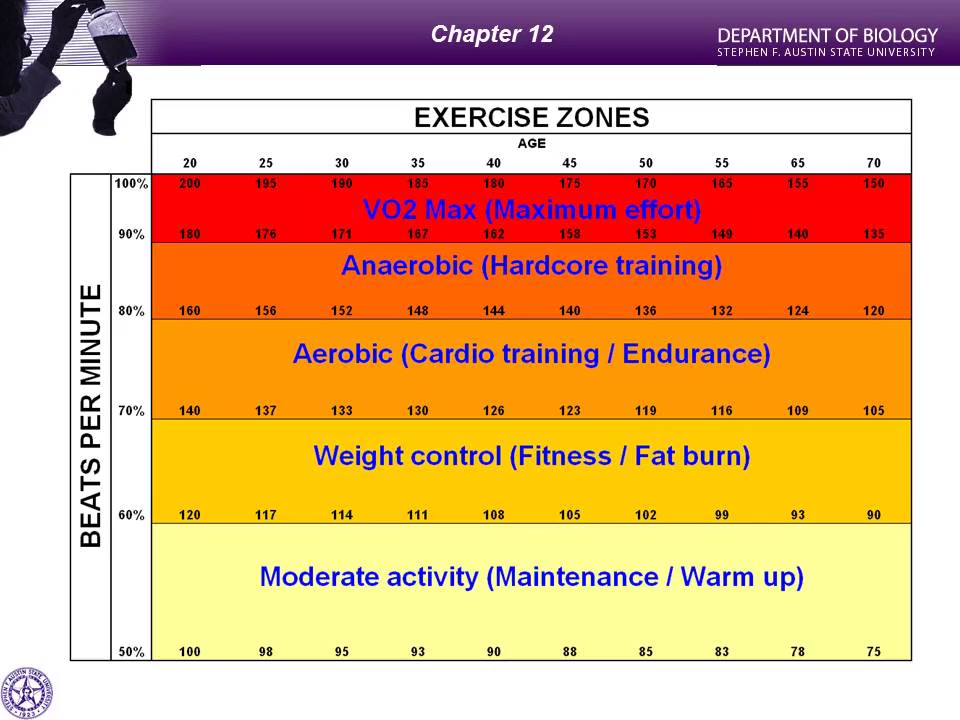 Chapter 12
DEPARTMENT OF BIOLOGY
STEPHEN F. AUSTIN STATE UNIVERSITY
EXERCISE ZONES
AGE
20 25 30 35 40 45 50 55 65 70
BEATS PER MINUTE
100% 200 195 190 185 180 175 170 165 155 150
VO2 Max (Maximum effort)
90% 180 176 171 167 162 158 153 149 140 135
Anaerobic (Hardcore training)
80% 160 156 152 148 144 140 136 132 124 120
Aerobic (Cardio training / Endurance)
70% 140 137 133 130 126 123 119 116 109 105
Weight control (Fitness / Fat burn)
60% 120 117 114 111 108 105 102 99 93 90
Moderate activity (Maintenance / Warm up)
50% 100 98 95 93 90 88 85 83 78 75
STEPHEN F. AUSTIN STATE UNIVERSITY
1923